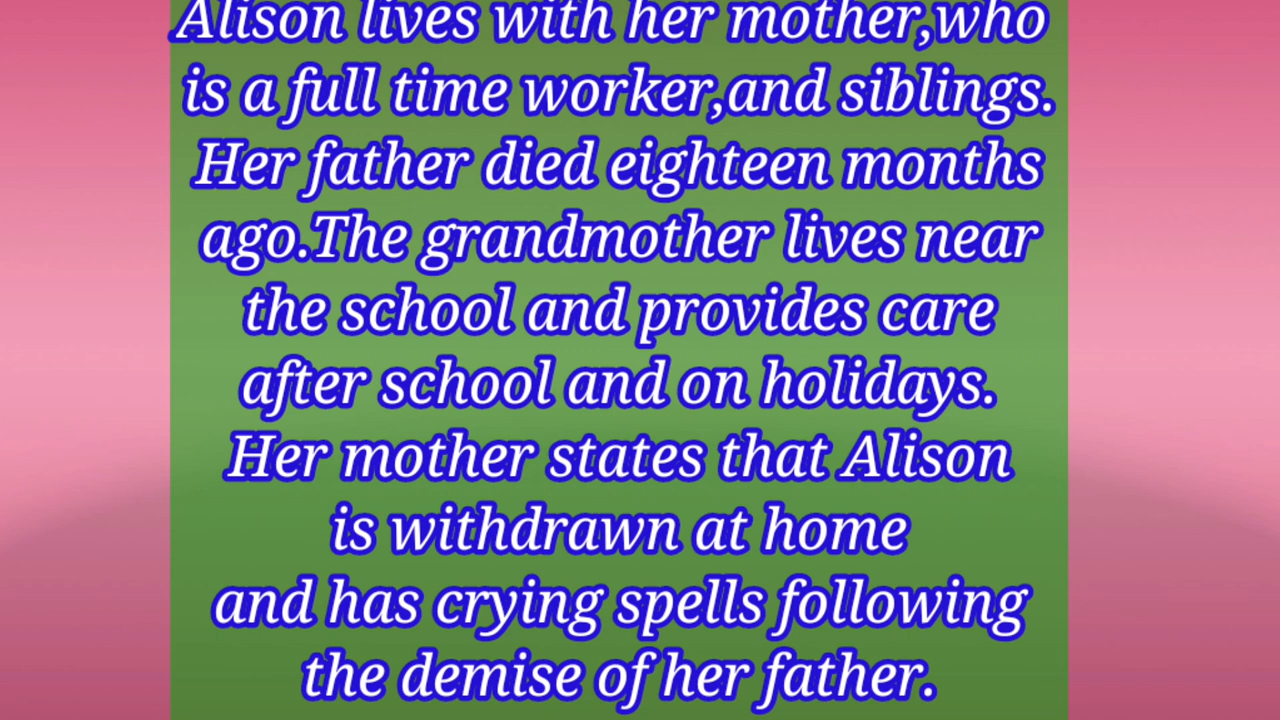 Alison lives with her mother,who
is a full time worker,and siblings.
Her father died eighteen months
ago.The grandmother lives near
the school and provides care
after school and on holidays.
Her mother states that Alison
is withdrawn at home
and has crying spells following
the demise of her father.